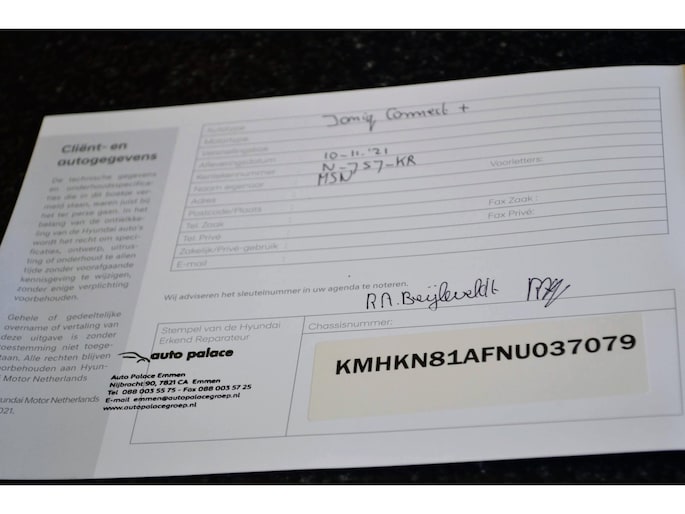 Cliënt- en
autogegevens
De technische gegevens
en onderhoudsspecifica-
ties die in dit boekje ver-
meld staan, waren juist bij
het ter perse gaan. In het
belang van de ontwikke-
ling van de Hyundai auto's
wordt het recht om speci-
ficaties, ontwerp, uitrus-
ting of onderhoud te allen
tijde zonder voorafgaande
kennisgeving te wijzigen,
zonder enige verplichting
voorbehouden.
Gehele of gedeeltelijke
overname of vertaling van
deze uitgave is zonder
toestemming niet toege-
staan. Alle rechten blijven
voorbehouden aan Hyun-
dai Motor Netherlands
Hyundai Motor Netherlands
2021.
Autotype : Ioniq Connect +
Motortype
Afleveringsdatum : 10-11-'21
Kentekennummer : N-757-KR
Naam eigenaar : MSN Voorletters:
Adres :
Postcode/Plaats :
Tel. Zaak : Fax Zaak :
Tel. Privé : Fax Privé:
Zakelijk/Privé-gebruik :
E-mail :
Wij adviseren het sleutelnummer in uw agenda te noteren.
R.A. Beijleveldt
Stempel van de Hyundai
Erkend Reparateur
auto palace
Auto Palace Emmen
Nijbracht 90, 7821 CA Emmen
Tel 088 003 55 75 - Fax 088 003 57 25
E-mail emmen@autopalacegroep.nl
www.autopalacegroep.nl
Chassisnummer:
KMHKN81AFNU037079